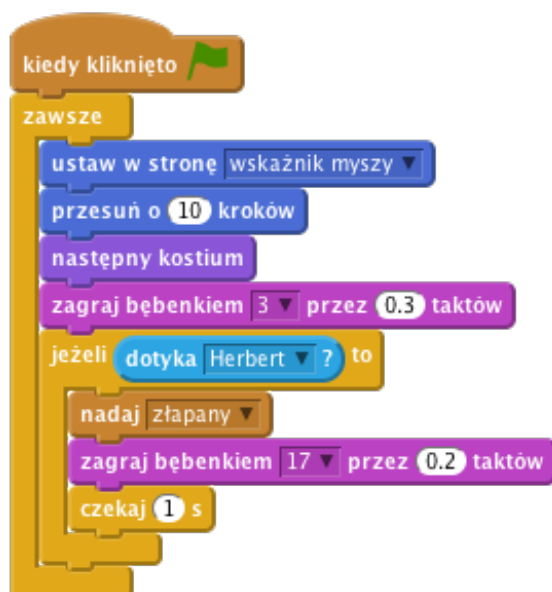 kiedy kliknięto
zawsze
ustaw w stronę wskaźnik myszy
przesuń o 10 kroków
następny kostium
zagraj bębenkiem 3 przez 0.3 taktów
jeżeli dotyka Herbert ? to
nadaj złapany
zagraj bębenkiem 17 przez 0.2 taktów
czekaj 1 s